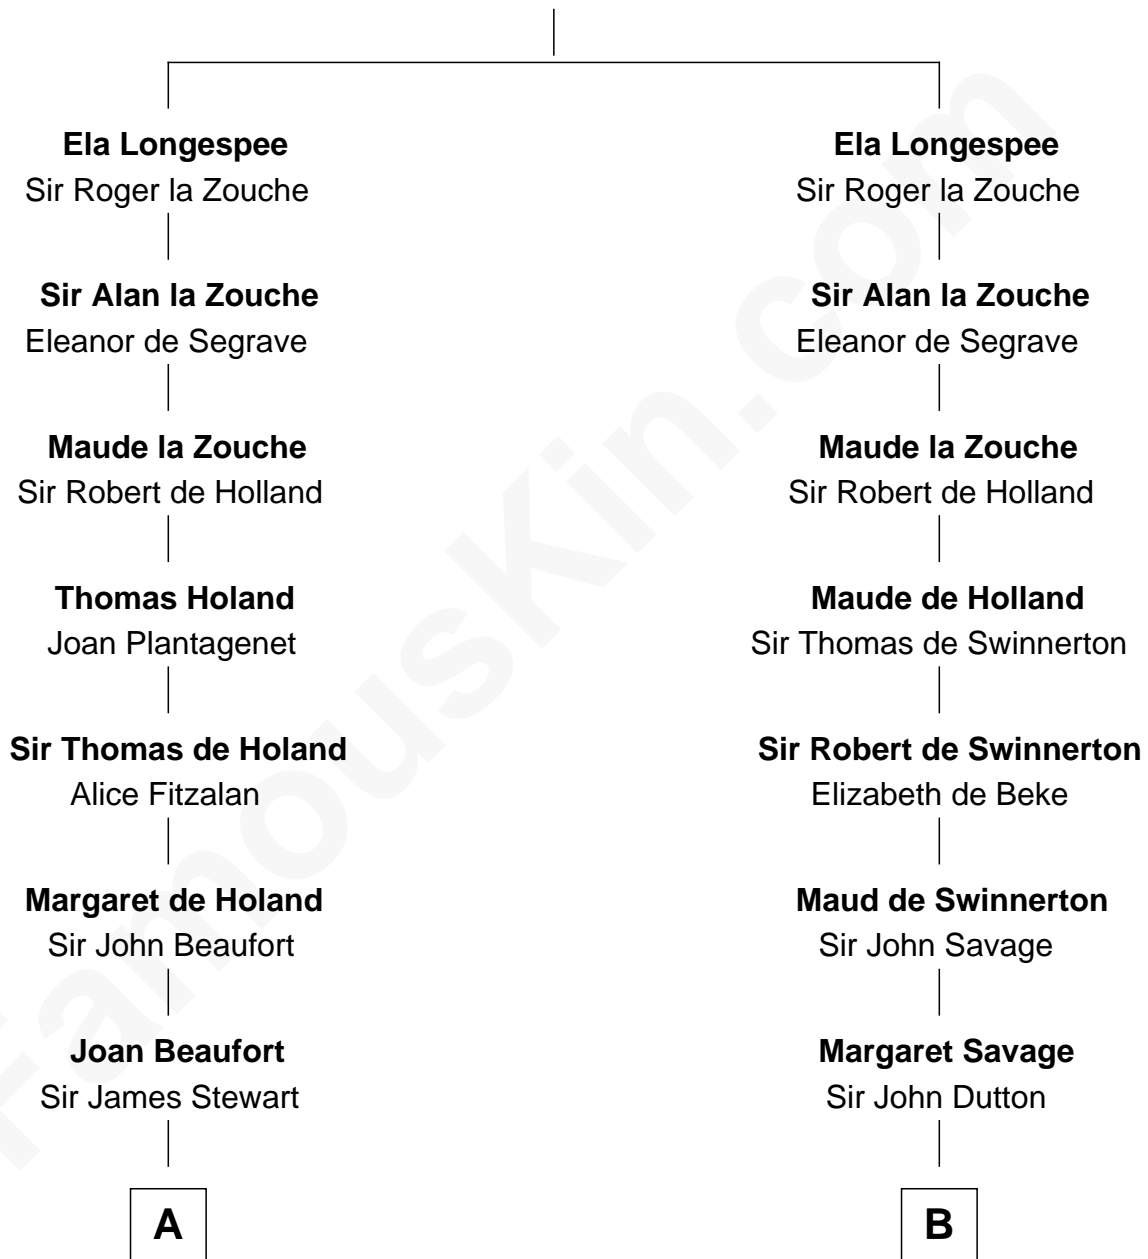 Ela Longespee
Sir Roger la Zouche
Sir Alan la Zouche
Eleanor de Segrave
Maude la Zouche
Sir Robert de Holland
Thomas Holand
Joan Plantagenet
Sir Thomas de Holand
Alice Fitzalan
Margaret de Holand
Sir John Beaufort
Joan Beaufort
Sir James Stewart
A
Ela Longespee
Sir Roger la Zouche
Sir Alan la Zouche
Eleanor de Segrave
Maude la Zouche
Sir Robert de Holland
Maude de Holland
Sir Thomas de Swinnerton
Sir Robert de Swinnerton
Elizabeth de Beke
Maud de Swinnerton
Sir John Savage
Margaret Savage
Sir John Dutton
B
FamousKin.com